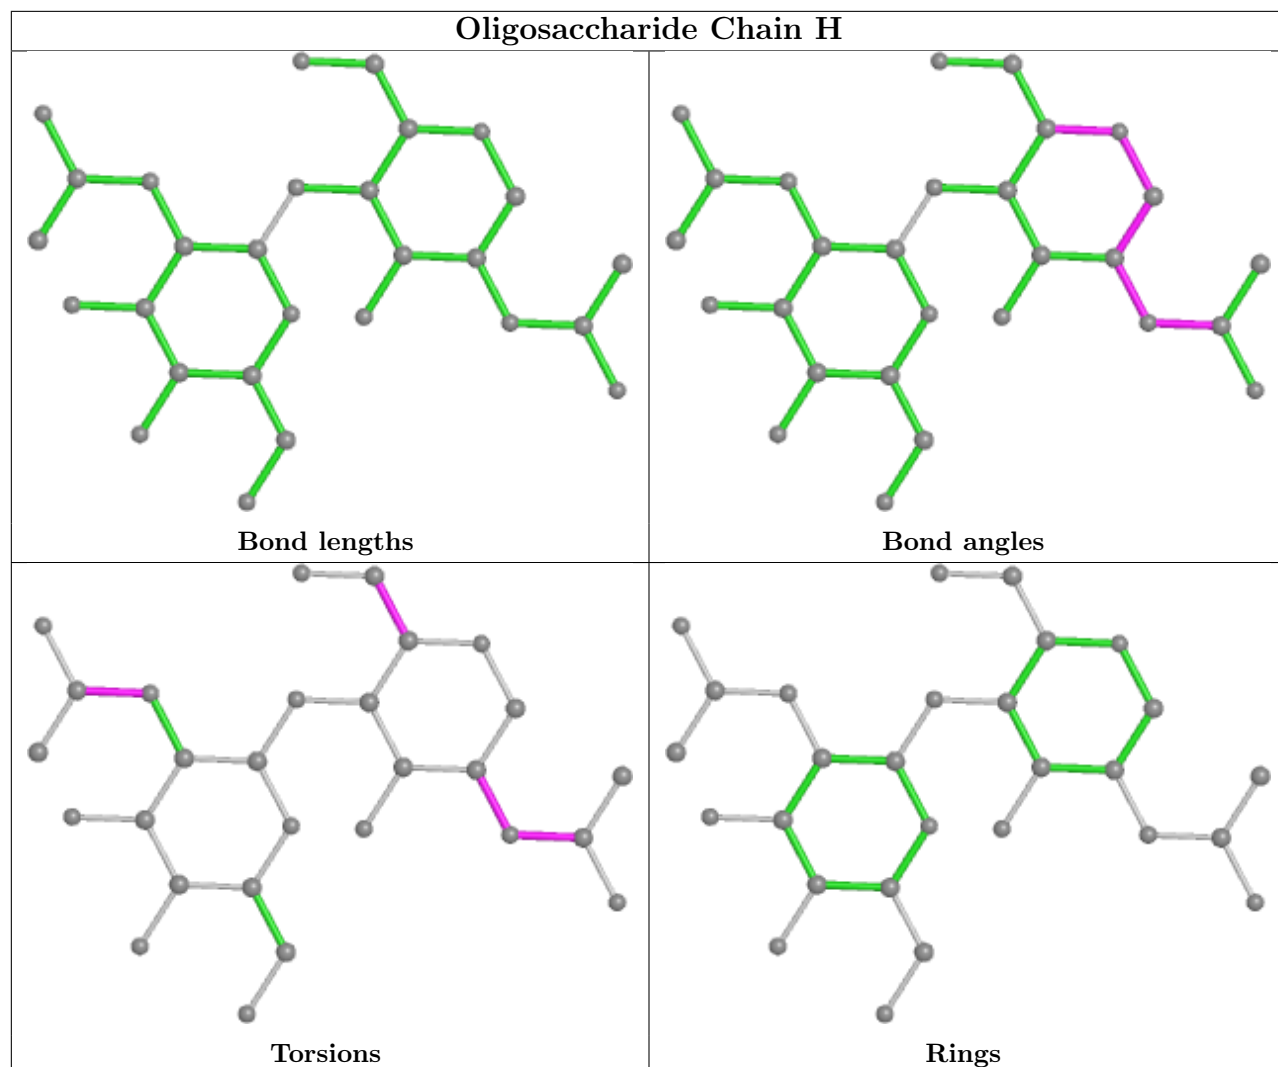 Oligosaccharide Chain H
Bond lengths
Bond angles
Torsions
Rings